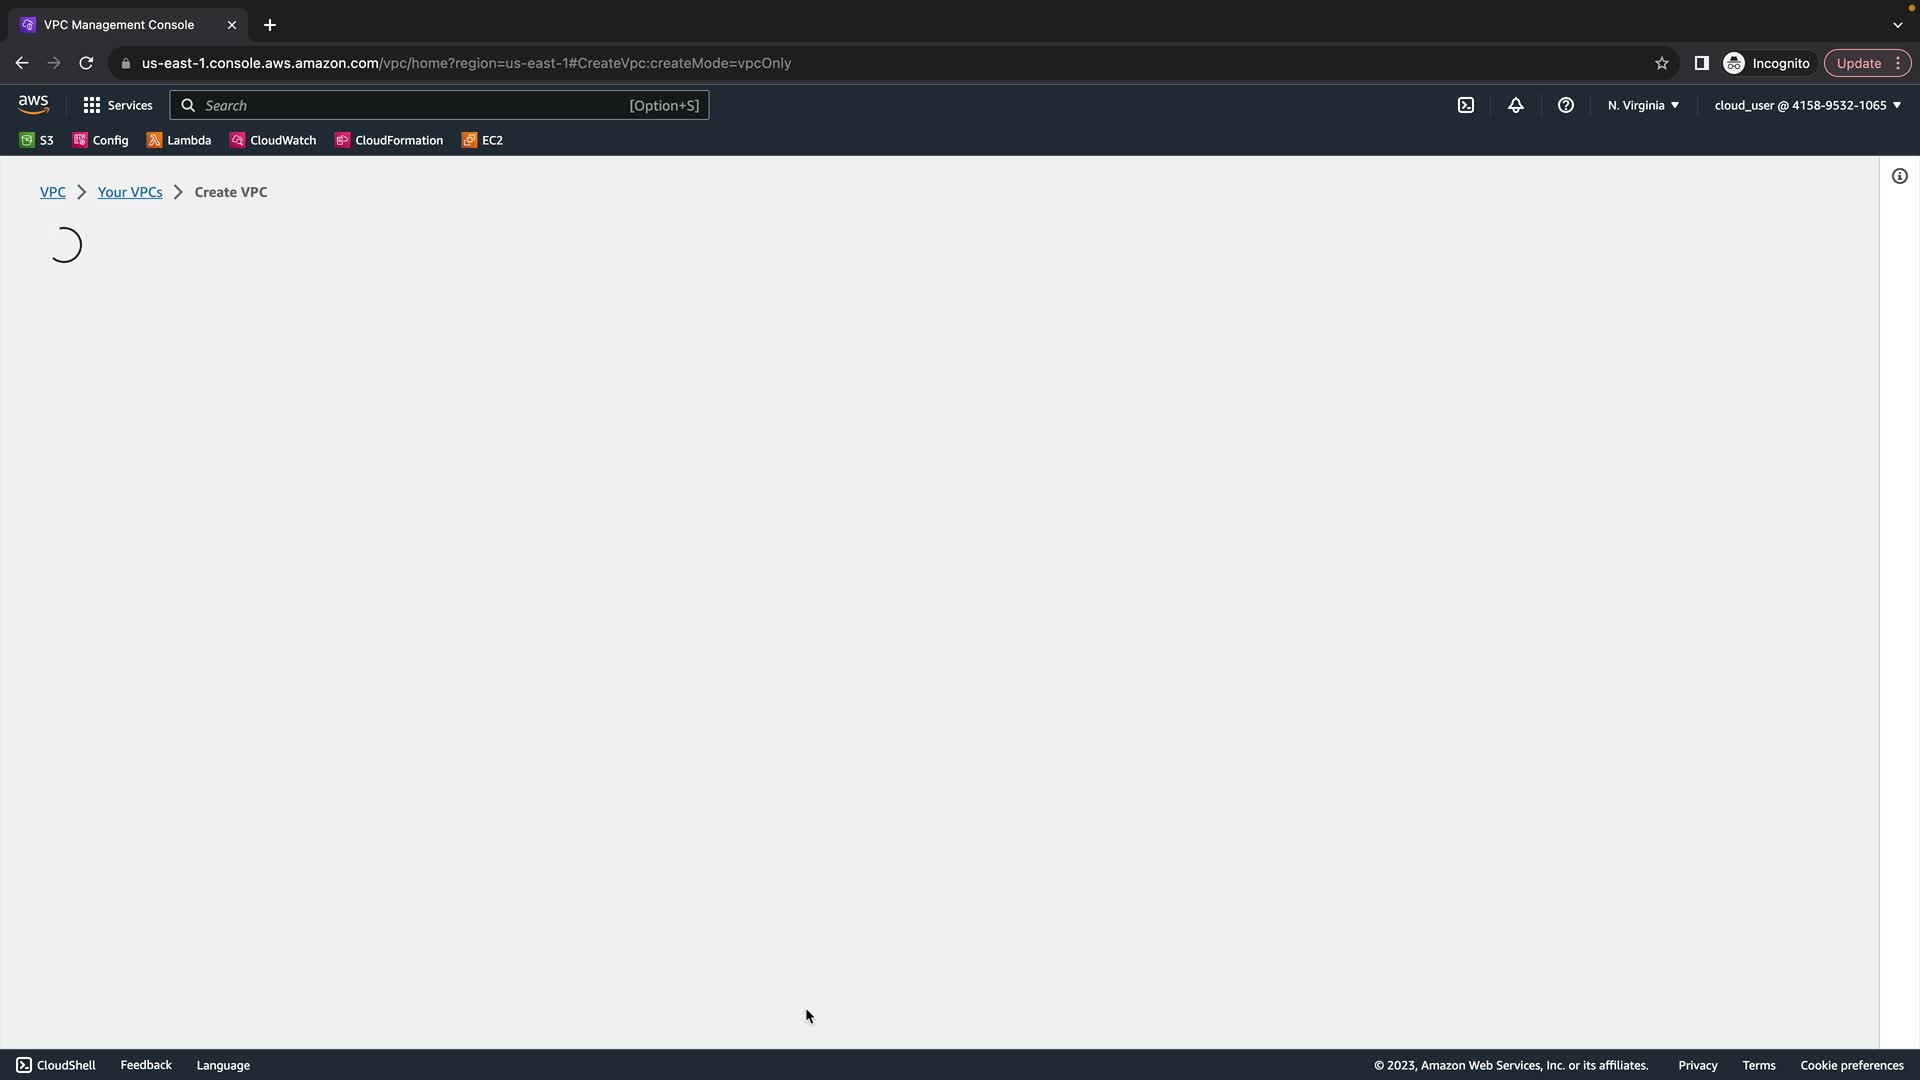 VPC Management Console
us-east-1.console.aws.amazon.com/vpc/home?region=us-east-1#CreateVpc:createMode=vpcOnly
Incognito
Update
aws
Services
Search
[Option+S]
N. Virginia
cloud_user @ 4158-9532-1065
S3
Config
Lambda
CloudWatch
CloudFormation
EC2
VPC
Your VPCs
Create VPC
CloudShell
Feedback
Language
© 2023, Amazon Web Services, Inc. or its affiliates.
Privacy
Terms
Cookie preferences